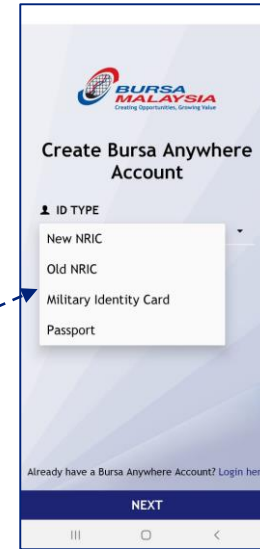 BURSA
MALAYSIA
Creating Opportunities, Growing Value
Create Bursa Anywhere
Account
ID TYPE
New NRIC
Old NRIC
Military Identity Card
Passport
Already have a Bursa Anywhere Account? Login her
NEXT